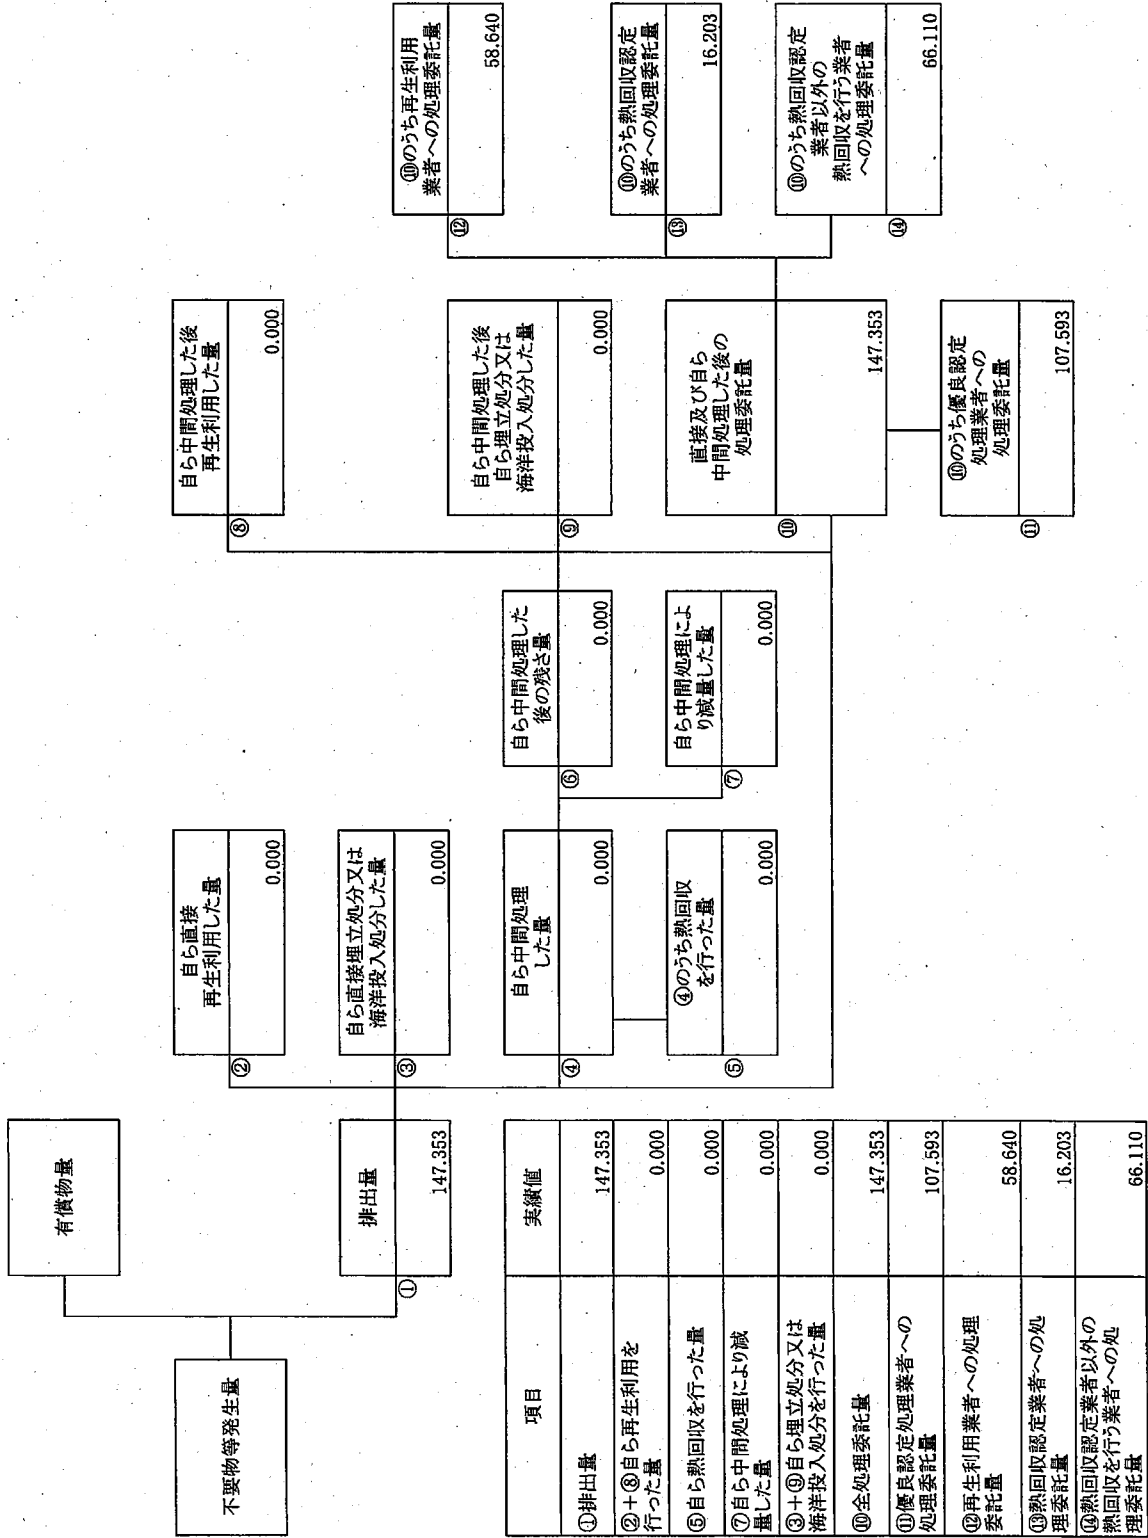 不要物等発生量
有償物量
排出量
①
147.353
自ら直接
再生利用した量
②
0.000
自ら直接埋立処分又は
海洋投入処分した量
③
0.000
自ら中間処理
した量
④
0.000
④のうち熱回収
を行った量
⑤
0.000
自ら中間処理した
後の残さ量
⑥
0.000
自ら中間処理によ
り減量した量
⑦
0.000
自ら中間処理した後
再生利用した量
⑧
0.000
自ら中間処理した後
自ら埋立処分又は
海洋投入処分した量
⑨
0.000
直接及び自ら
中間処理した後の
処理委託量
⑩
147.353
⑩のうち優良認定
処理業者への
処理委託量
⑪
107.593
⑩のうち再生利用
業者への処理委託量
⑫
58.640
⑩のうち熱回収認定
業者への処理委託量
⑬
16.203
⑩のうち熱回収認定
業者以外の
熱回収を行う業者
への処理委託量
⑭
66.110
項目
実績値
①排出量
147.353
②+⑧自ら再生利用を
行った量
0.000
⑤自ら熱回収を行った量
0.000
⑦自ら中間処理により減
量した量
0.000
③+⑨自ら埋立処分又は
海洋投入処分を行った量
0.000
⑩全処理委託量
147.353
⑪優良認定処理業者への
処理委託量
107.593
⑫再生利用業者への処理
委託量
58.640
⑬熱回収認定業者への処
理委託量
16.203
⑭熱回収認定業者以外の
熱回収を行う業者への処
理委託量
66.110